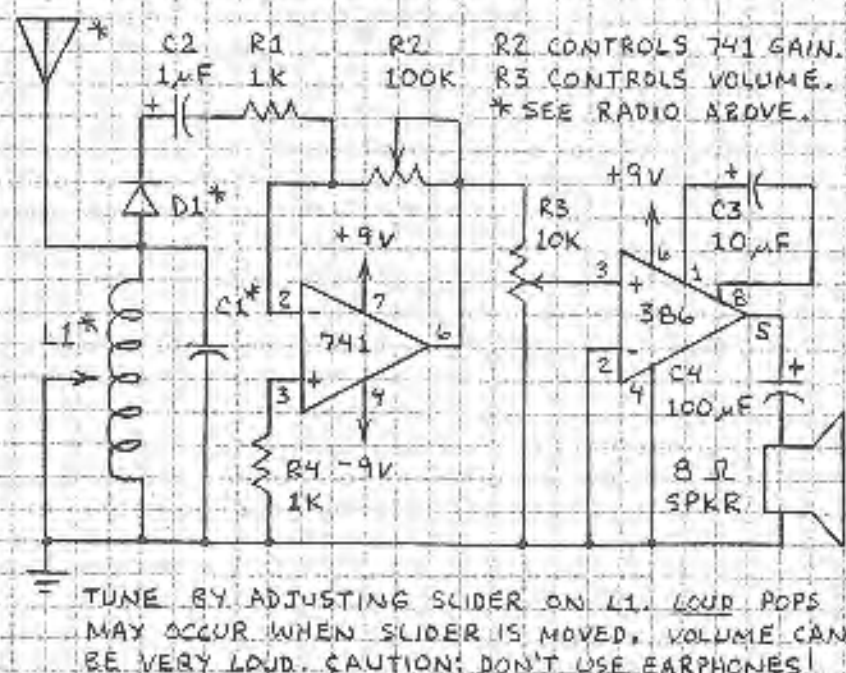 *
C2
1µF
R1
1K
R2
100K
R2 CONTROLS 741 GAIN.
R3 CONTROLS VOLUME.
* SEE RADIO ABOVE.
D1*
+9V
R3
10K
+9V
C3
10µF
+
L1*
C1*
2
-
7
741
6
3
+
4
-9V
R4
1K
3
+
6
1
8
386
5
2
-
4
C4
100µF
+
8 Ω
SPKR
TUNE BY ADJUSTING SLIDER ON L1. LOUD POPS
MAY OCCUR WHEN SLIDER IS MOVED. VOLUME CAN
BE VERY LOUD. CAUTION: DON'T USE EARPHONES!